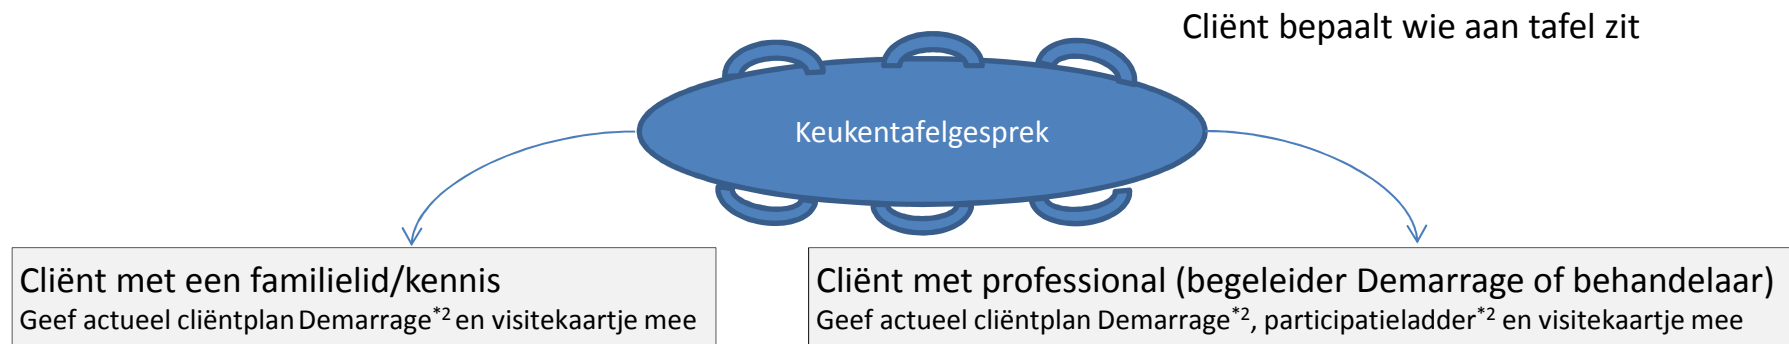 Cliënt bepaalt wie aan tafel zit
Keukentafelgesprek
Cliënt met een familielid/kennis
Geef actueel cliëntplan Demarrage*2 en visitekaartje mee
Cliënt met professional (begeleider Demarrage of behandelaar)
Geef actueel cliëntplan Demarrage*2, participatieladder*2 en visitekaartje mee